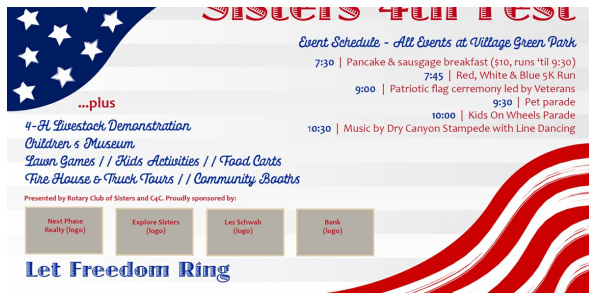 Sisters 4th Fest
Event Schedule - All Events at Village Green Park
7:30 | Pancake & sausgage breakfast ($10, runs ‘til 9:30)
7:45 | Red, White & Blue 5K Run
9:00 | Patriotic flag cerremony led by Veterans
9:30 | Pet parade
10:00 | Kids On Wheels Parade
10:30 | Music by Dry Canyon Stampede with Line Dancing
...plus
4-H Livestock Demonstration
Children s Museum
Lawn Games // Kids Activities // Food Carts
Fire House & Truck Tours // Community Booths
Presented by Rotary Club of Sisters and C4C. Proudly sponsored by:
Next Phase
Realty (logo)
Explore Sisters
(logo)
Les Schwab
(logo)
Bank
(logo)
Let Freedom Ring